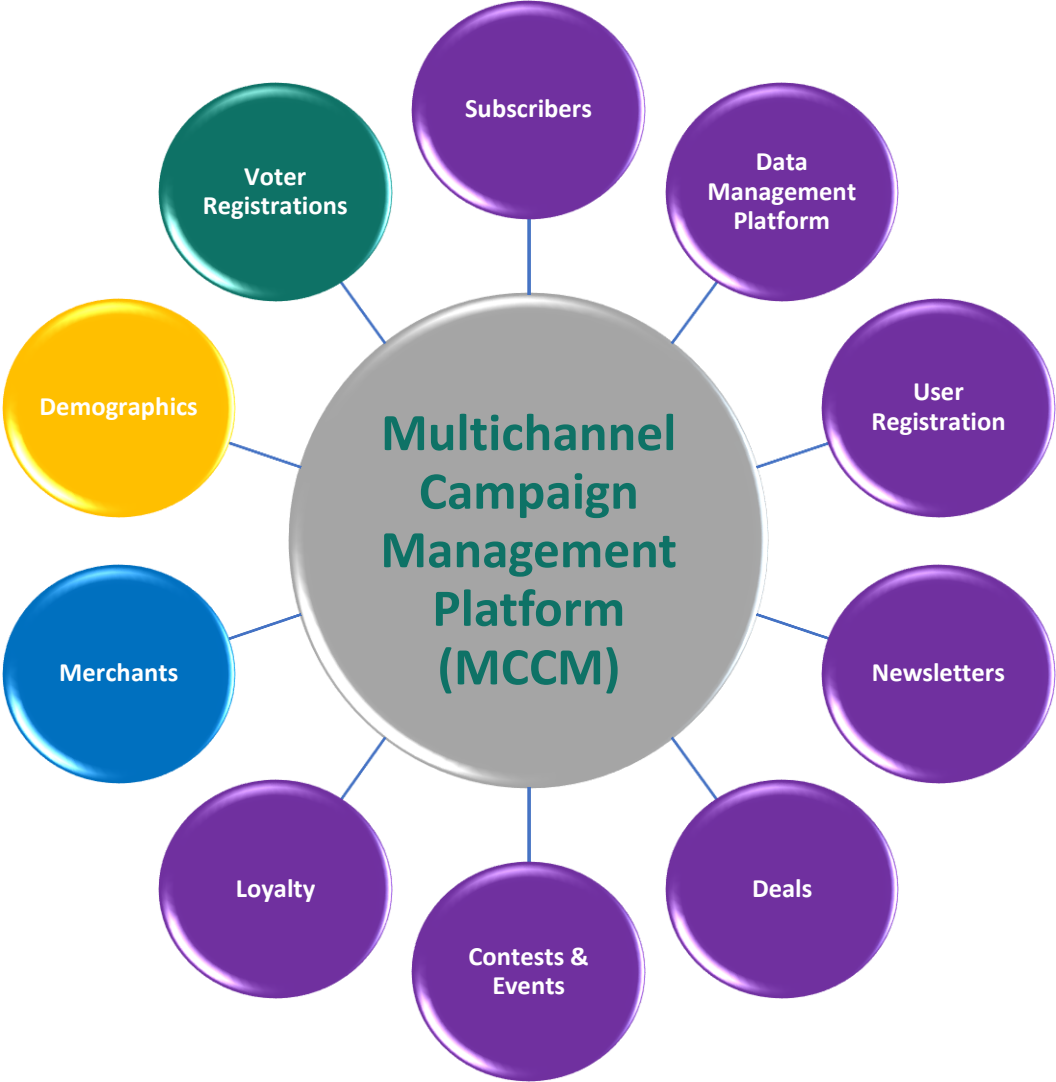 Subscribers
Data
Management
Platform
User
Registration
Newsletters
Deals
Contests &
Events
Loyalty
Merchants
Demographics
Voter
Registrations
Multichannel
Campaign
Management
Platform
(MCCM)